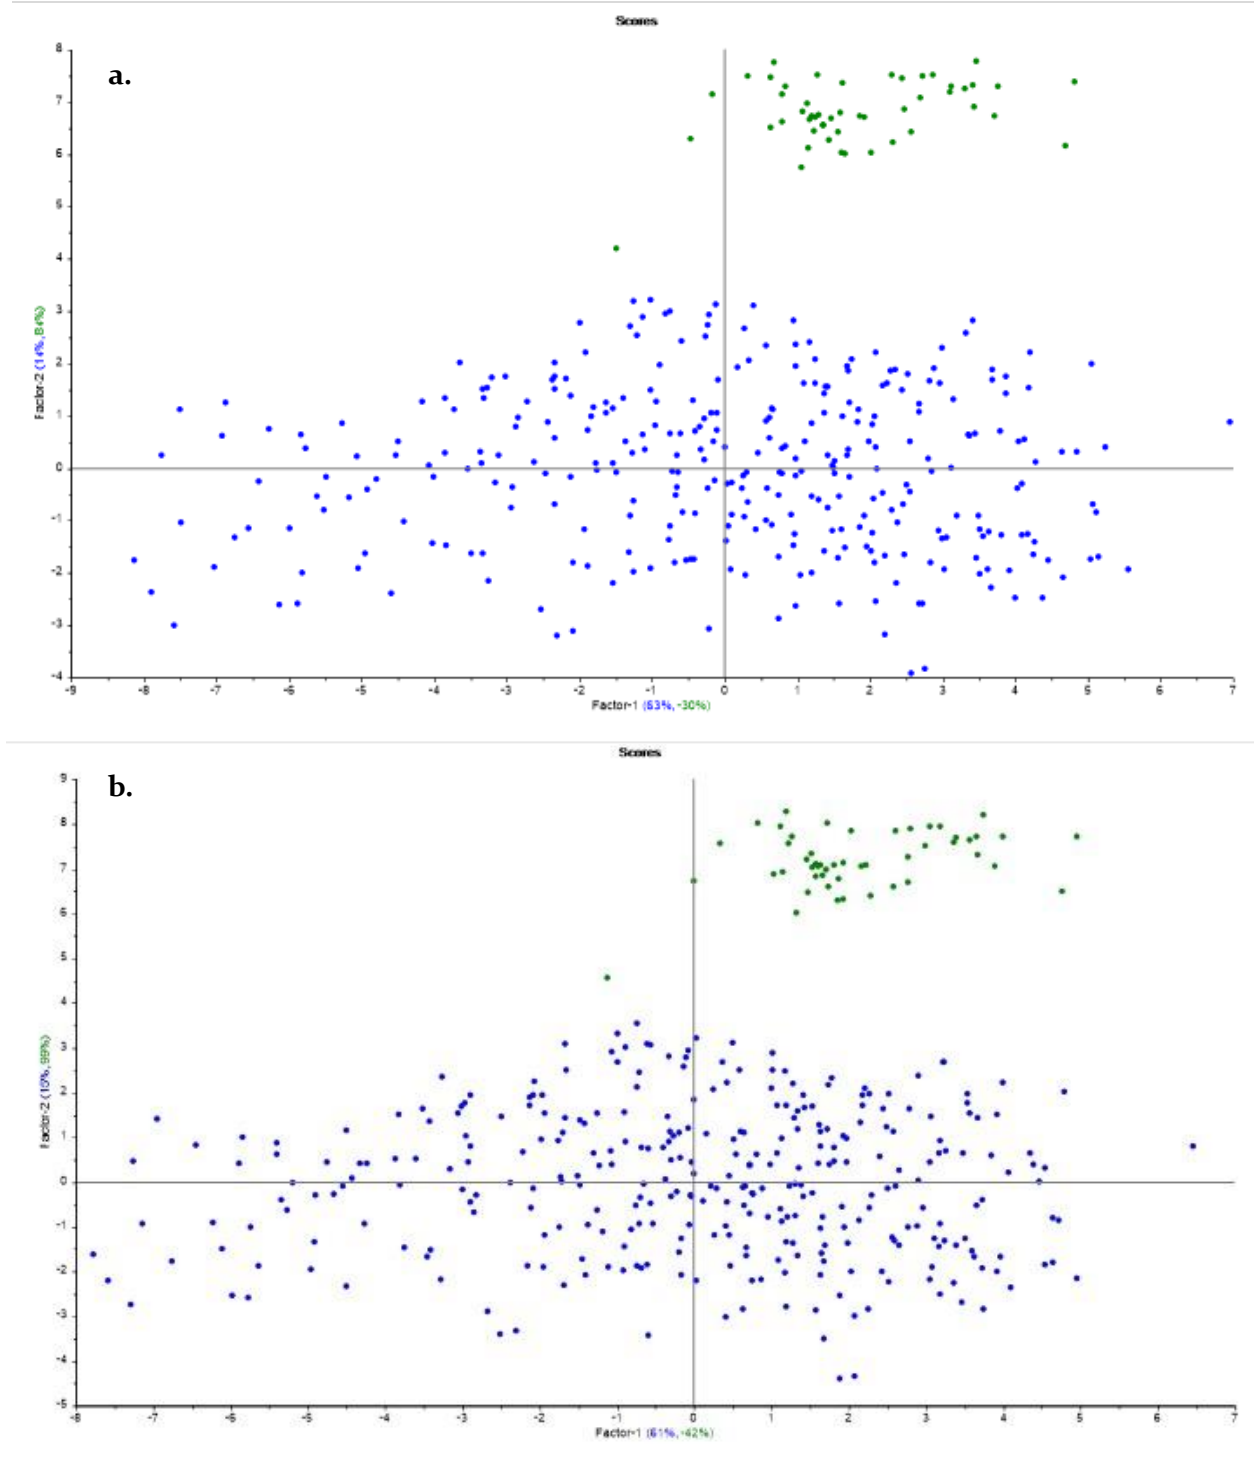 Scores
a.
8
7
6
5
4
3
2
1
0
-1
-2
-3
-4
Factor-2 (14%, 84%)
-9 -8 -7 -6 -5 -4 -3 -2 -1 0 1 2 3 4 5 6 7
Factor-1 (63%, -30%)
Scores
b.
9
8
7
6
5
4
3
2
1
0
-1
-2
-3
-4
-5
Factor-2 (15%, 99%)
-8 -7 -6 -5 -4 -3 -2 -1 0 1 2 3 4 5 6 7
Factor-1 (61%, -42%)